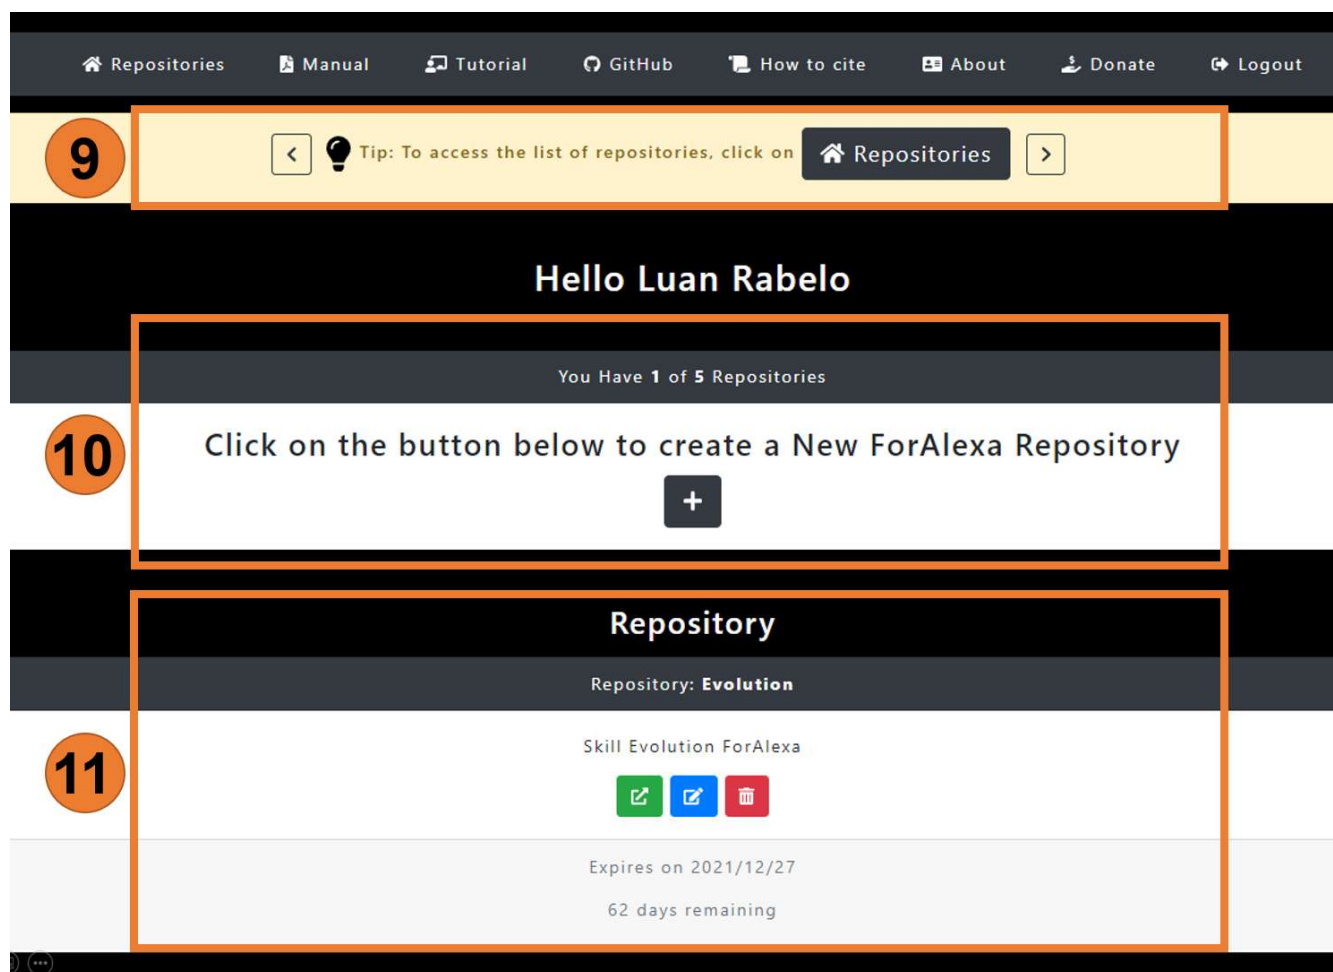 Repositories Manual Tutorial GitHub How to cite About Donate Logout
9
Tip: To access the list of repositories, click on Repositories
Hello Luan Rabelo
You Have 1 of 5 Repositories
10
Click on the button below to create a New ForAlexa Repository
+
Repository
Repository: Evolution
11
Skill Evolution ForAlexa
Expires on 2021/12/27
62 days remaining